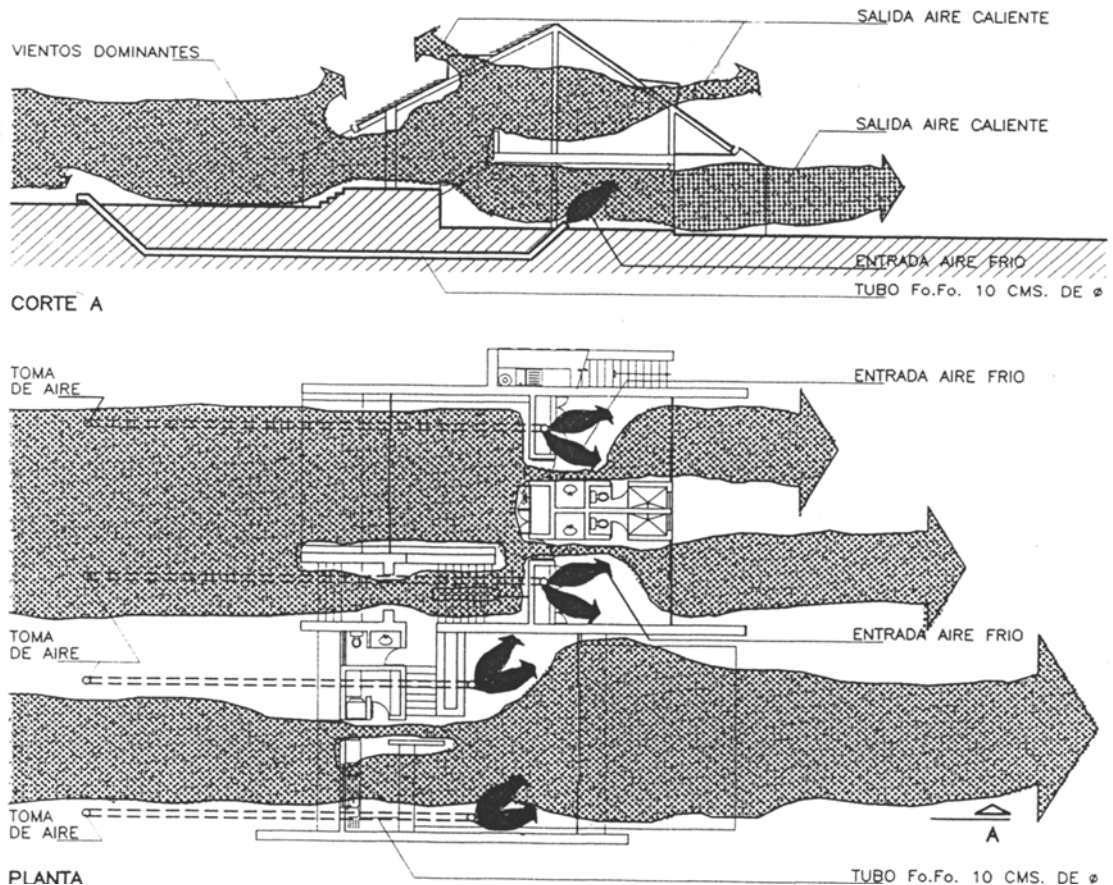 SALIDA AIRE CALIENTE
VIENTOS DOMINANTES
SALIDA AIRE CALIENTE
ENTRADA AIRE FRIO
TUBO Fo.Fo. 10 CMS. DE ø
CORTE A
TOMA
DE AIRE
ENTRADA AIRE FRIO
TOMA
DE AIRE
ENTRADA AIRE FRIO
TOMA
DE AIRE
A
PLANTA
TUBO Fo.Fo. 10 CMS. DE ø